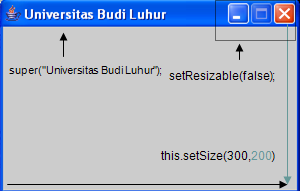 Universitas Budi Luhur
super("Universitas Budi Luhur");
setResizable(false);
this.setSize(300,200)